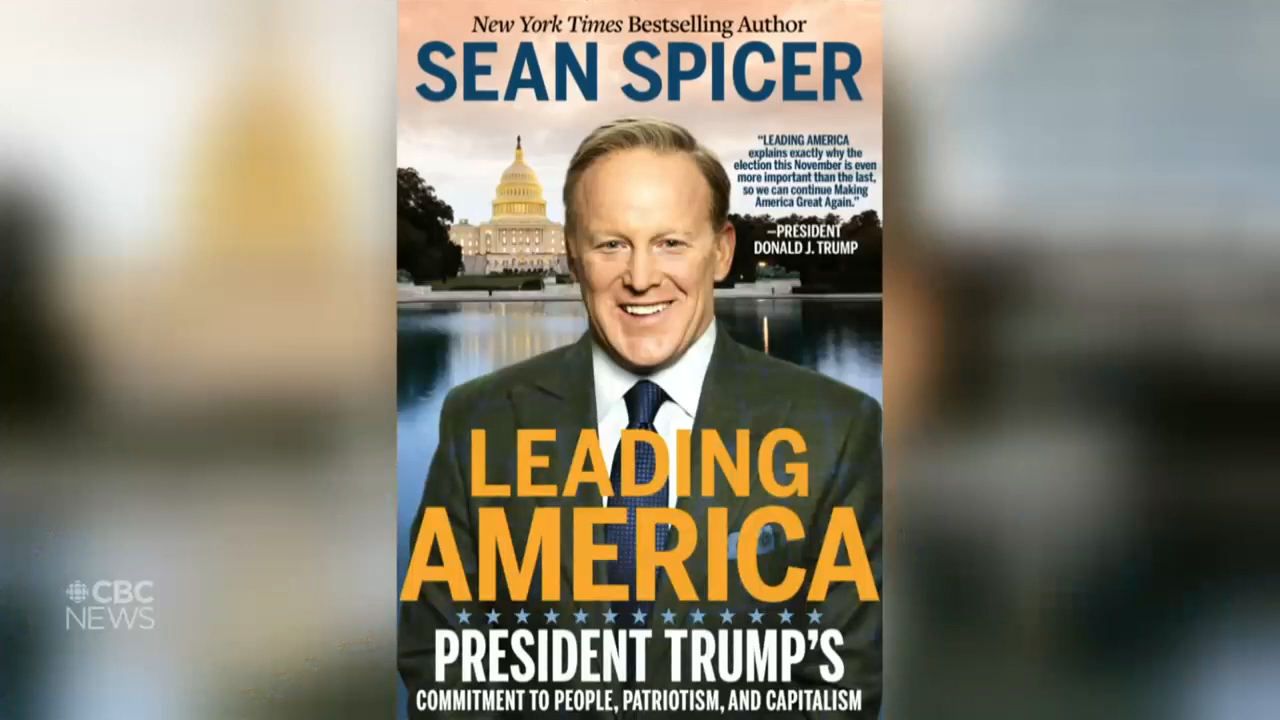 New York Times Bestselling Author
SEAN SPICER
“LEADING AMERICA
explains exactly why the
election this November is even
more important than the last,
so we can continue Making
America Great Again.”
—PRESIDENT
DONALD J. TRUMP
LEADING
AMERICA
PRESIDENT TRUMP’S
COMMITMENT TO PEOPLE, PATRIOTISM, AND CAPITALISM
CBC
NEWS